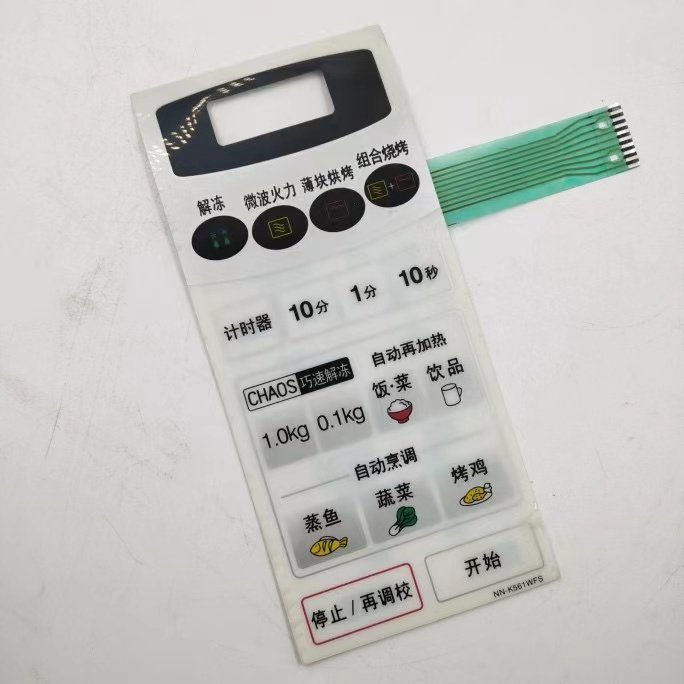 解冻 微波火力 薄块烘烤 组合烧烤
+
计时器 10分 1分 10秒
CHAOS 巧速解冻
1.0kg 0.1kg
自动再加热
饭·菜 饮品
自动烹调
蒸鱼 蔬菜 烤鸡
停止/再调校 开始
NN-K561WFS